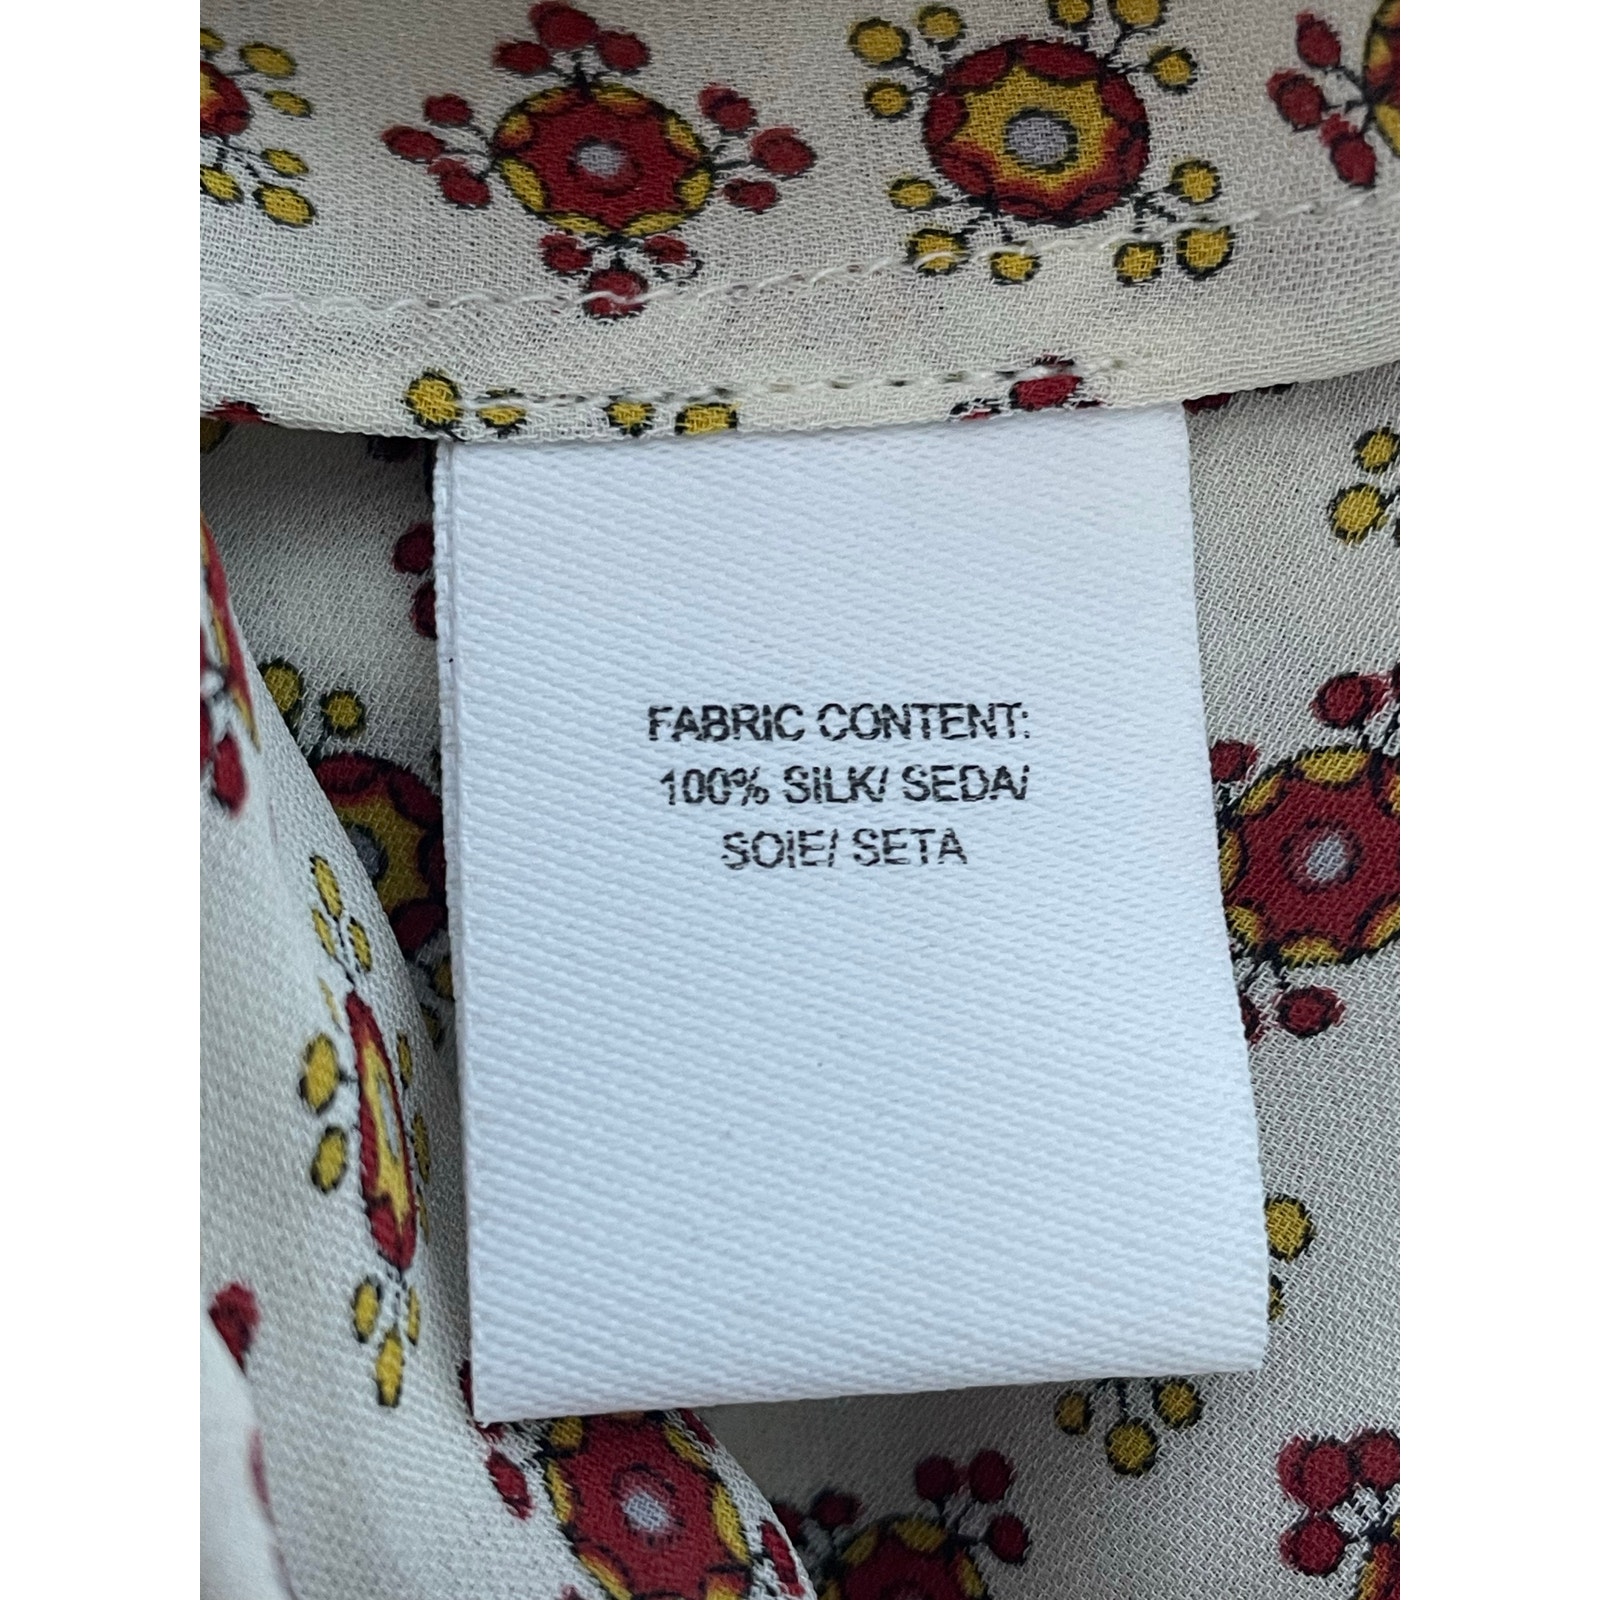 FABRIC CONTENT:
100% SILK/ SEDA/
SOIE/ SETA